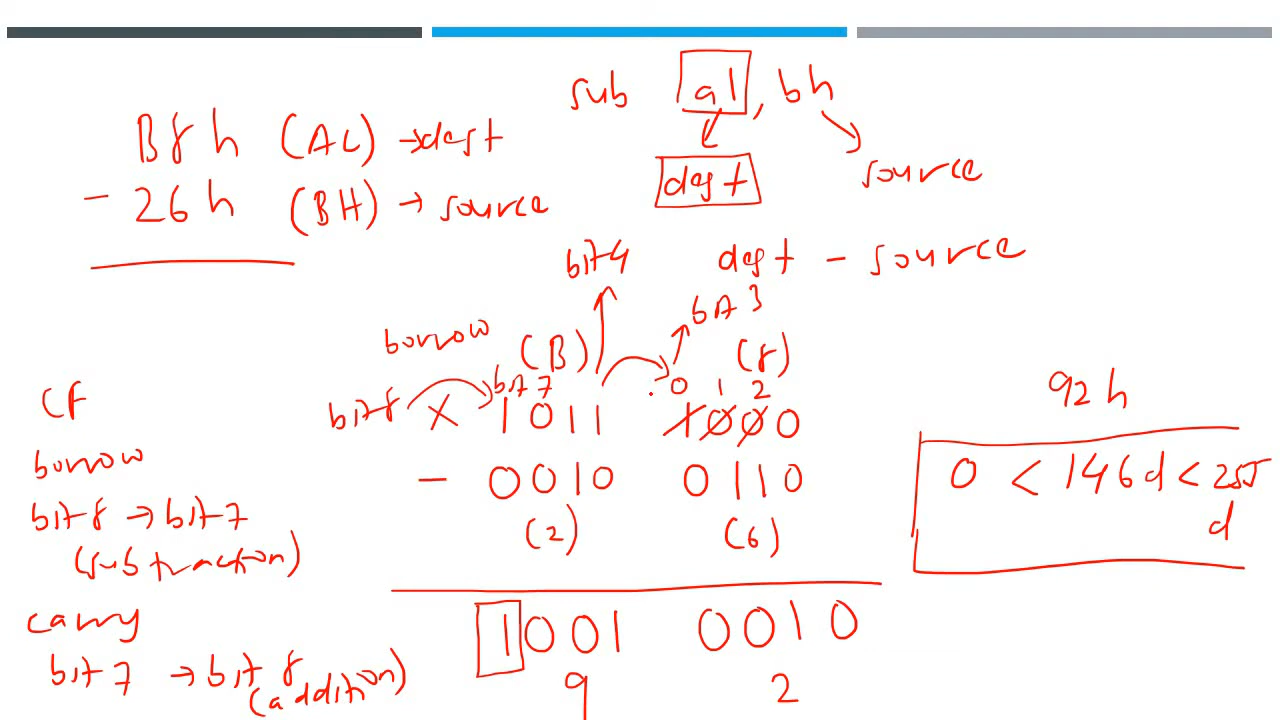 sub al, bh
B8h (AL) → dest
dest
source
- 26h (BH) → source
bit 4
dest - source
bit 3
borrow
(B)
(8)
bit 7
0 1 2
92h
CF
bit 8
X
1011 1000
borrow
- 0010 0110
0 < 146d < 255
d
bit 8 → bit 7
(2)
(6)
(subtraction)
carry
1001 0010
bit 7 → bit 8
(addition)
9
2